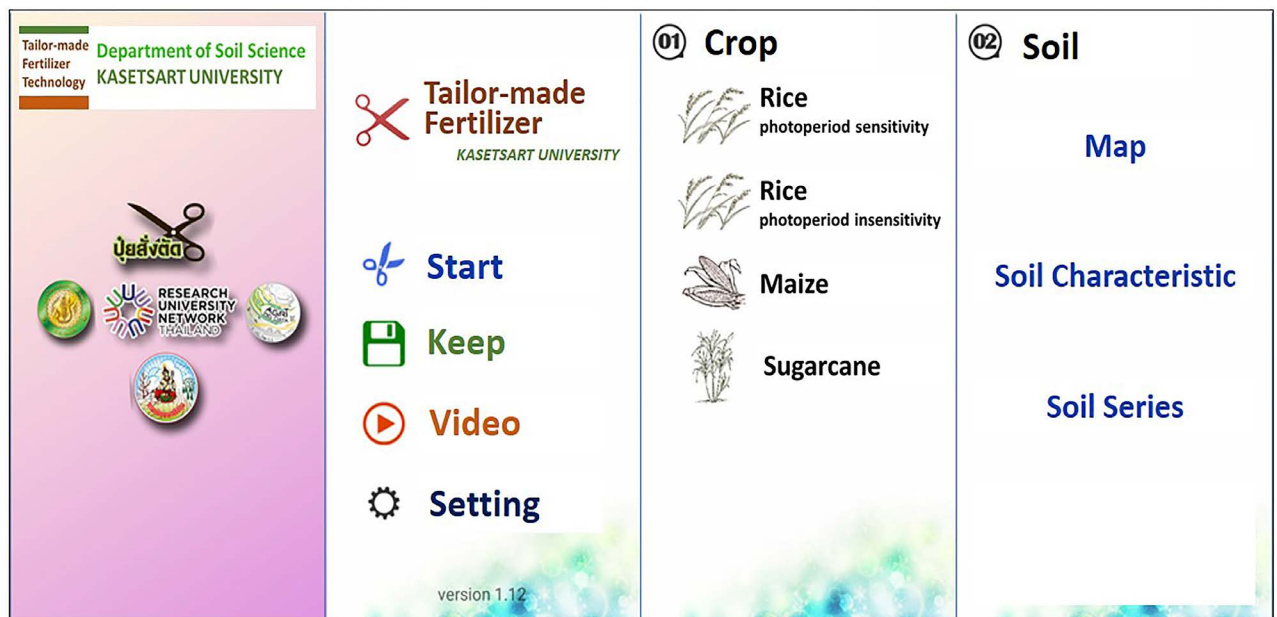 Tailor-made
Fertilizer
Technology
Department of Soil Science
KASETSART UNIVERSITY
ปุ๋ยสั่งตัด
RESEARCH
UNIVERSITY
NETWORK
THAILAND
Tailor-made
Fertilizer
KASETSART UNIVERSITY
Start
Keep
Video
Setting
version 1.12
01 Crop
Rice
photoperiod sensitivity
Rice
photoperiod insensitivity
Maize
Sugarcane
02 Soil
Map
Soil Characteristic
Soil Series